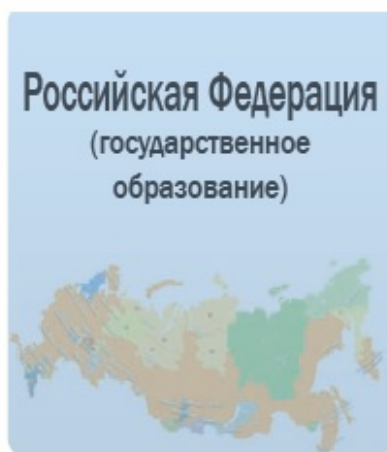 Российская Федерация
(государственное
образование)